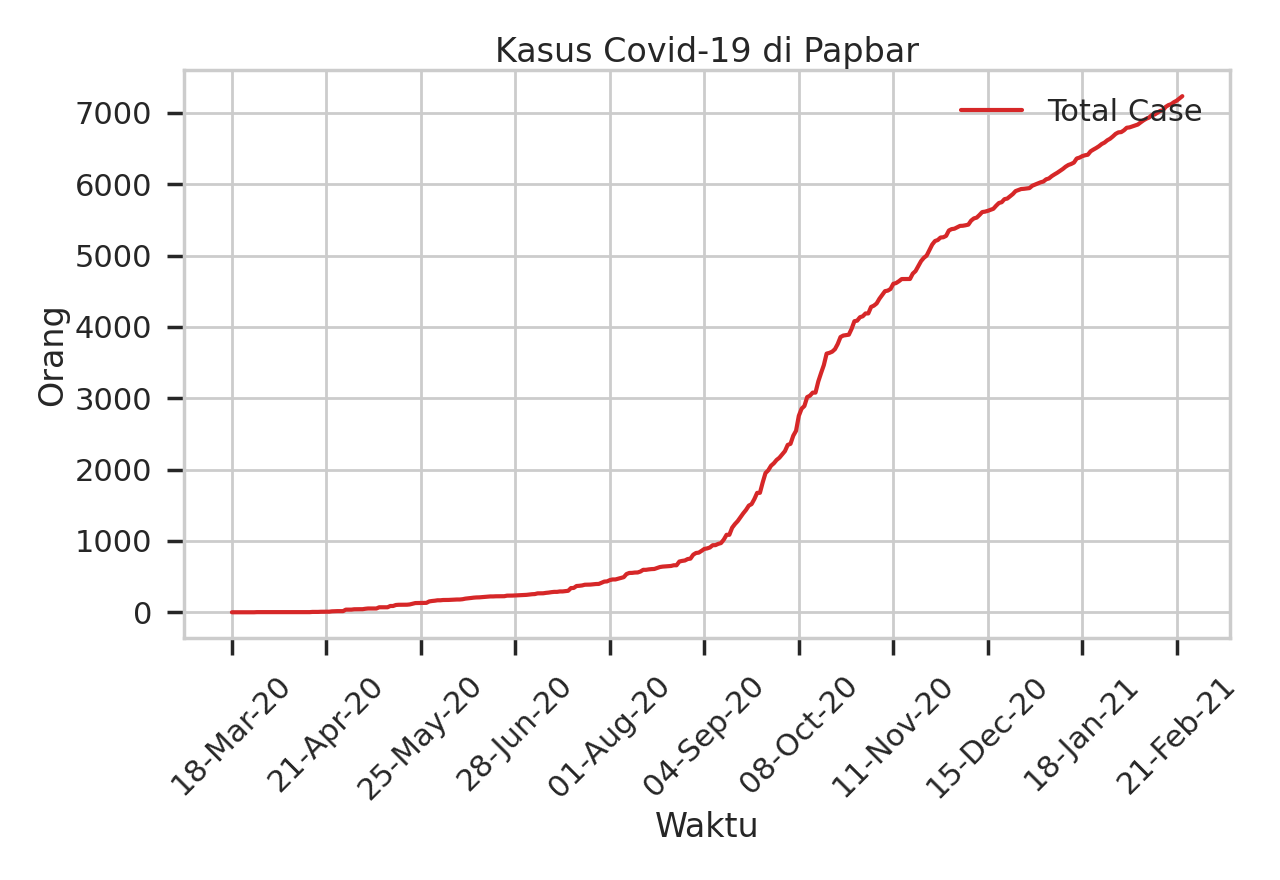 Kasus Covid-19 di Papbar
Total Case
Orang
7000
6000
5000
4000
3000
2000
1000
0
18-Mar-20
21-Apr-20
25-May-20
28-Jun-20
01-Aug-20
04-Sep-20
08-Oct-20
11-Nov-20
15-Dec-20
18-Jan-21
21-Feb-21
Waktu